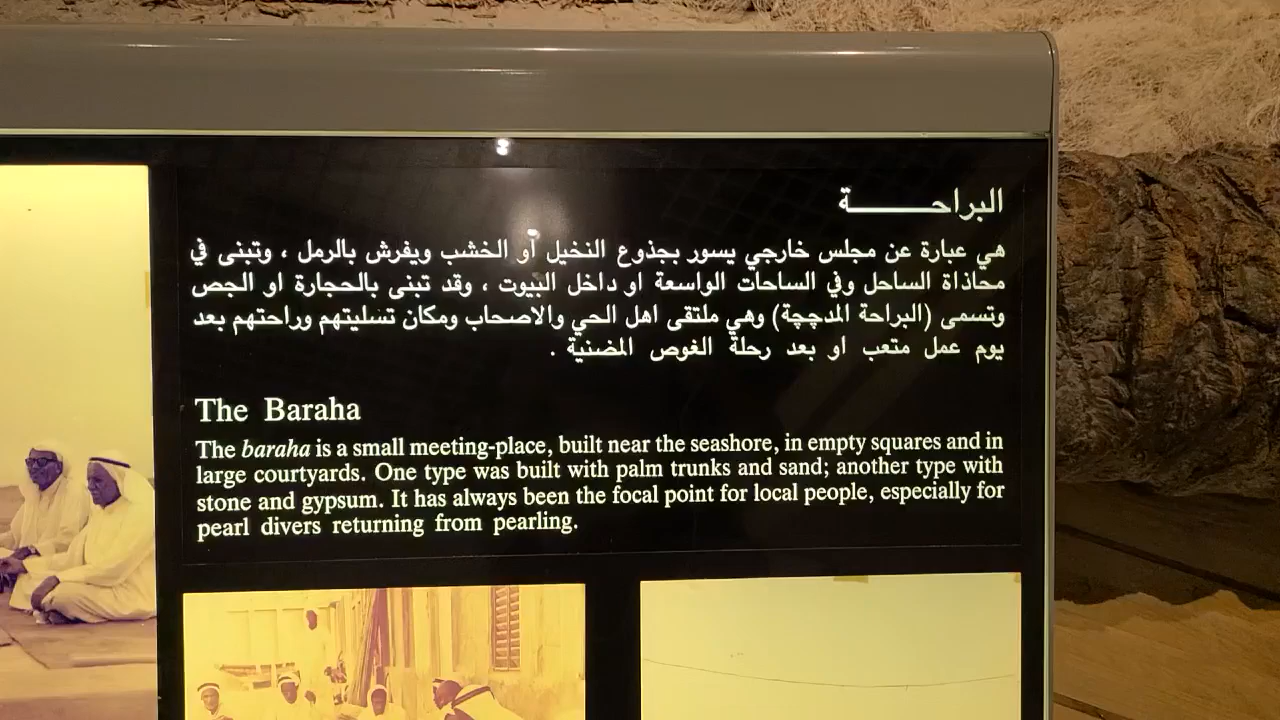 البراحـــــــة
هي عبارة عن مجلس خارجي يسور بجذوع النخيل أو الخشب ويفرش بالرمل ، وتبنى في
محاذاة الساحل وفي الساحات الواسعة او داخل البيوت ، وقد تبنى بالحجارة او الجص
وتسمى (البراحة المدچچة) وهي ملتقى اهل الحي والاصحاب ومكان تسليتهم وراحتهم بعد
يوم عمل متعب او بعد رحلة الغوص المضنية .
The Baraha
The baraha is a small meeting-place, built near the seashore, in empty squares and in
large courtyards. One type was built with palm trunks and sand; another type with
stone and gypsum. It has always been the focal point for local people, especially for
pearl divers returning from pearling.